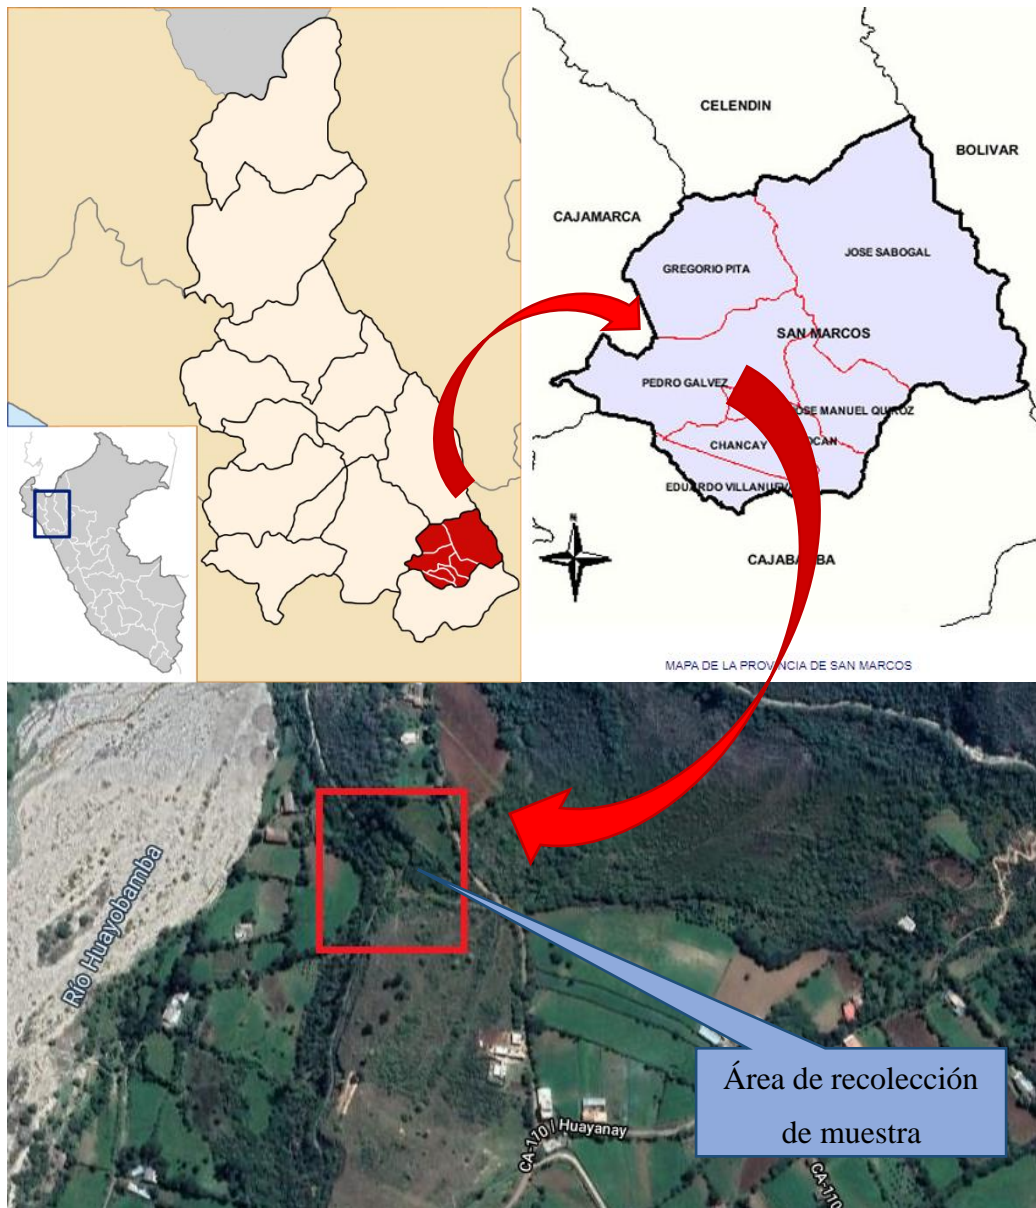 CELENDIN
BOLIVAR
CAJAMARCA
JOSE SABOGAL
GREGORIO PITA
SAN MARCOS
PEDRO GALVEZ
JOSE MANUEL QUIROZ
CHANCAY
OCAN
EDUARDO VILLANUEVA
N
CAJABAMBA
MAPA DE LA PROVINCIA DE SAN MARCOS
Río Huayobamba
Área de recolección
de muestra
CA-110 | Huayanay
CA-110